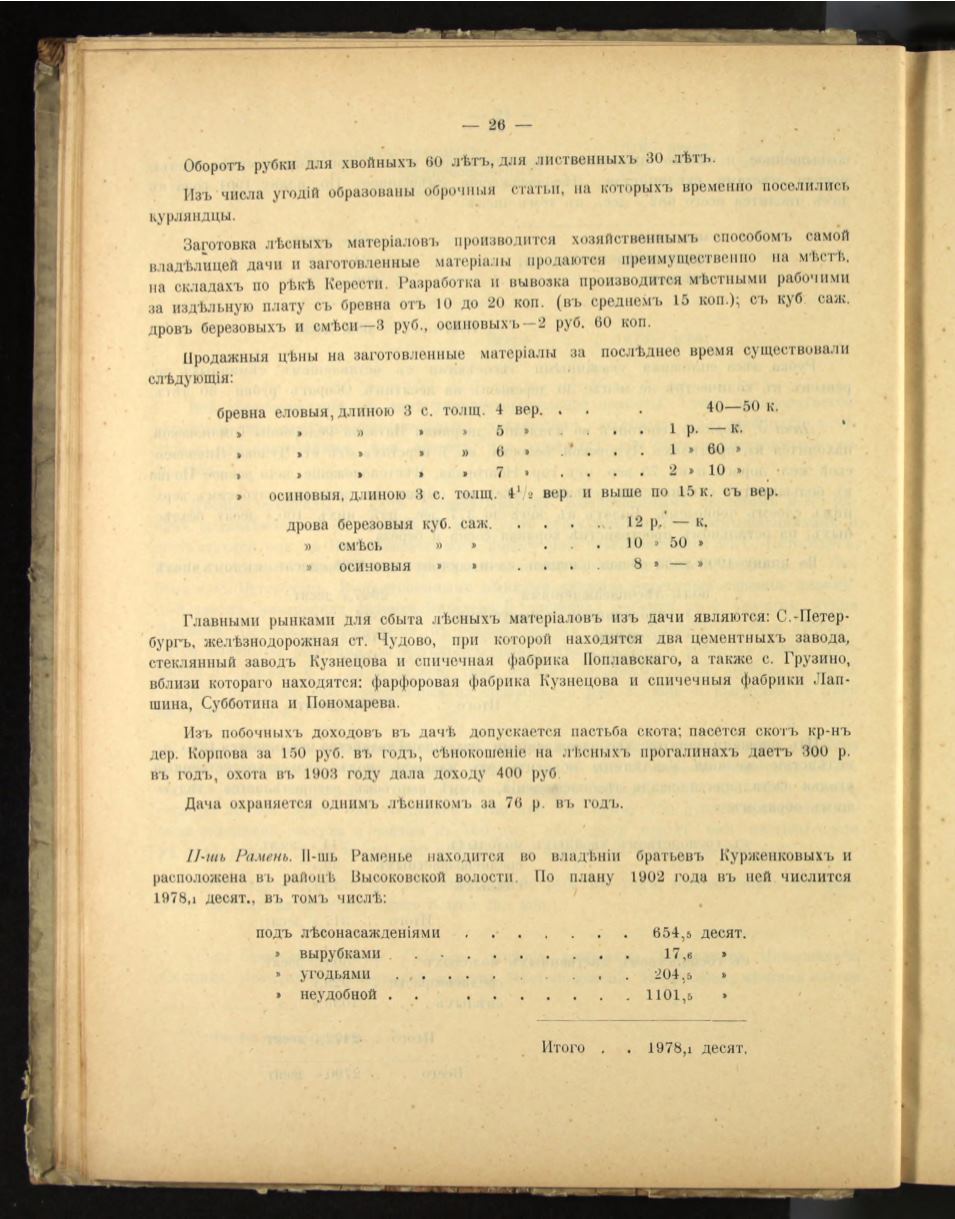 — 26 —
Оборотъ рубки для хвойныхъ 60 лѣтъ, для лиственныхъ 30 лѣтъ.
Изъ числа угодій образованы оброчныя статьи, на которыхъ временно поселились
курляндцы.
Заготовка лѣсныхъ матеріаловъ производится хозяйственнымъ способомъ самой
владѣлицей дачи и заготовленные матеріалы продаются преимущественно на мѣстѣ,
на складахъ по рѣкѣ Керести. Разработка и вывозка производится мѣстными рабочими
за издѣльную плату съ бревна отъ 10 до 20 коп. (въ среднемъ 15 коп.); съ куб саж.
дровъ березовыхъ и смѣси—3 руб., осиновыхъ—2 руб. 60 коп.
Продажныя цѣны на заготовленные матеріалы за послѣднее время существовали
слѣдующія:
бревна еловыя, длиною 3 с. толщ. 4 вер. . . . 40—50 к.
» » » » » 5 » . . . . 1 р. — к.
» » » » » 6 » . . . . 1 » 60 »
» » » » » 7 » . . . . 2 » 10 »
» осиновыя, длиною 3 с. толщ. 4¹/₂ вер. и выше по 15 к. съ вер.
дрова березовыя куб. саж. . . . . 12 р. — к.
» смѣсь » » . . . 10 » 50 »
» осиновыя » » . . . . 8 » — »
Главными рынками для сбыта лѣсныхъ матеріаловъ изъ дачи являются: С.-Петер-
бургъ, желѣзнодорожная ст. Чудово, при которой находятся два цементныхъ завода,
стеклянный заводъ Кузнецова и спичечная фабрика Поплавскаго, а также с. Грузино,
вблизи котораго находятся: фарфоровая фабрика Кузнецова и спичечныя фабрики Лап-
шина, Субботина и Пономарева.
Изъ побочныхъ доходовъ въ дачѣ допускается пастьба скота; пасется скотъ кр-нъ
дер. Корпова за 150 руб. въ годъ, сѣнокошеніе на лѣсныхъ прогалинахъ даетъ 300 р.
въ годъ, охота въ 1903 году дала доходу 400 руб
Дача охраняется однимъ лѣсникомъ за 76 р. въ годъ.
П-шь Рамень. П-шь Раменье находится во владѣніи братьевъ Курженковыхъ и
расположена въ районѣ Высоковской волости. По плану 1902 года въ ней числится
1978,1 десят., въ томъ числѣ:
подъ лѣсонасажденіями . . . . . . . 654,5 десят.
» вырубками . . . . . . . . . . 17,6 »
» угодьями . . . . . . . 204,5 »
» неудобной . . . . . . . . . 1101,5 »
Итого . . 1978,1 десят.